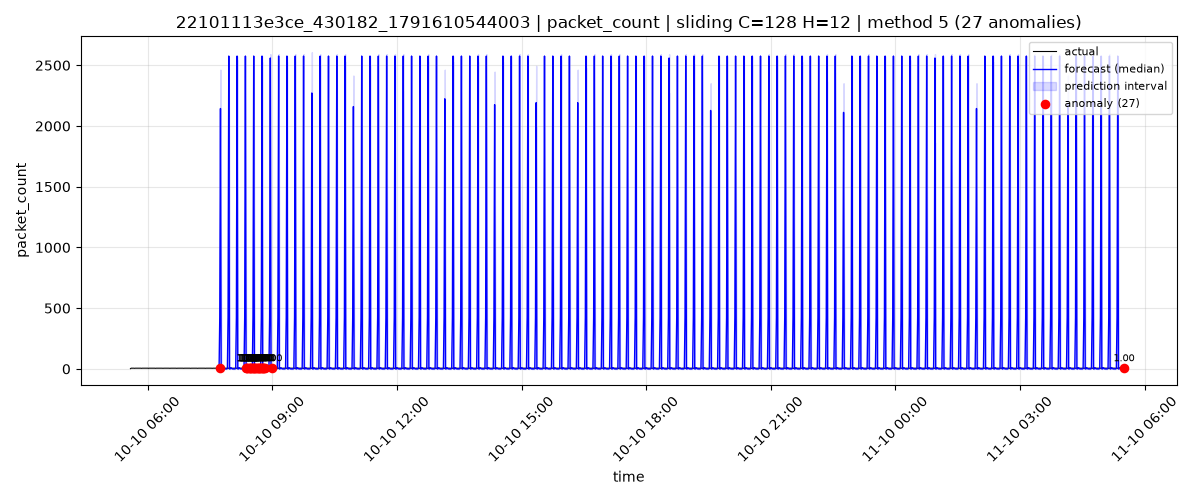 22101113e3ce_430182_1791610544003 | packet_count | sliding C=128 H=12 | method 5 (27 anomalies)
actual
forecast (median)
prediction interval
anomaly (27)
packet_count
2500
2000
1500
1000
500
0
1.00
10-10 06:00
10-10 09:00
10-10 12:00
10-10 15:00
10-10 18:00
10-10 21:00
11-10 00:00
11-10 03:00
11-10 06:00
time